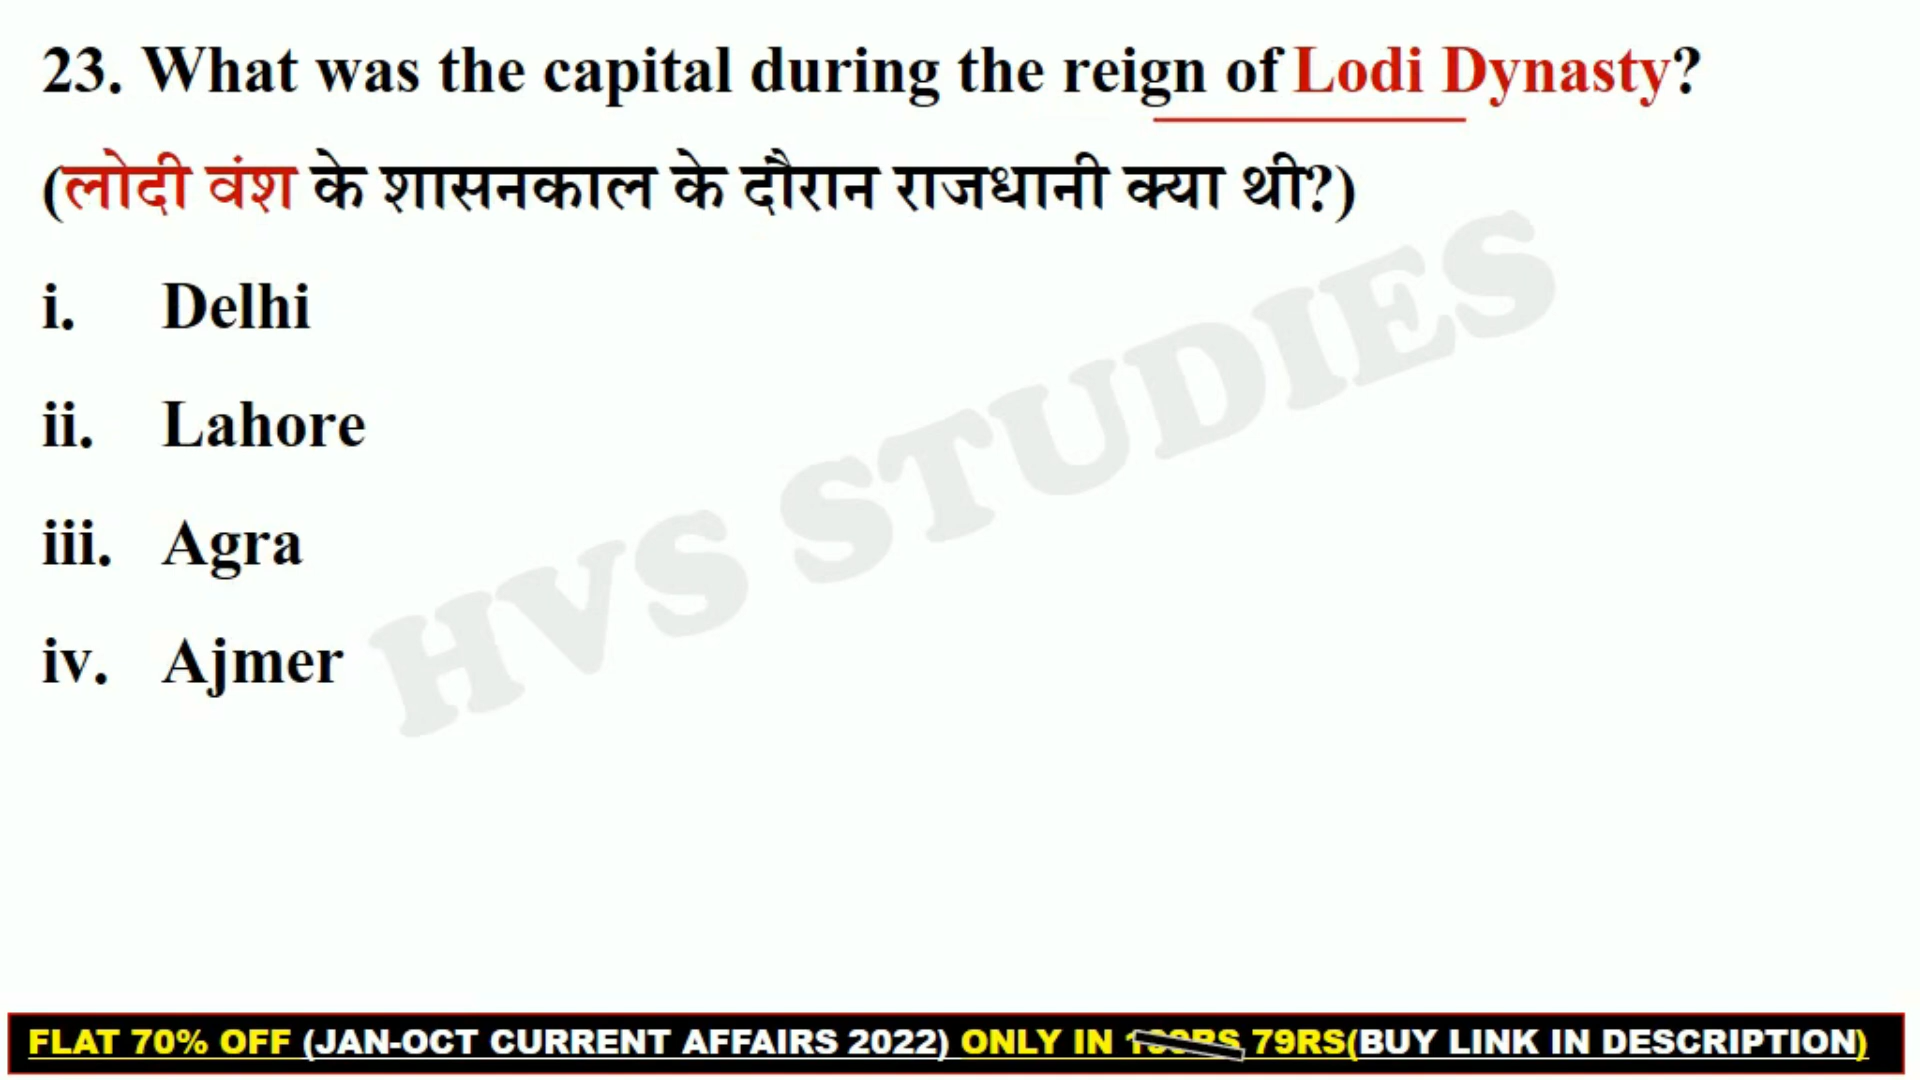 23. What was the capital during the reign of Lodi Dynasty?
(लोदी वंश के शासनकाल के दौरान राजधानी क्या थी?)
i. Delhi
ii. Lahore
iii. Agra
iv. Ajmer
HVS STUDIES
FLAT 70% OFF (JAN-OCT CURRENT AFFAIRS 2022) ONLY IN 79RS(BUY LINK IN DESCRIPTION)